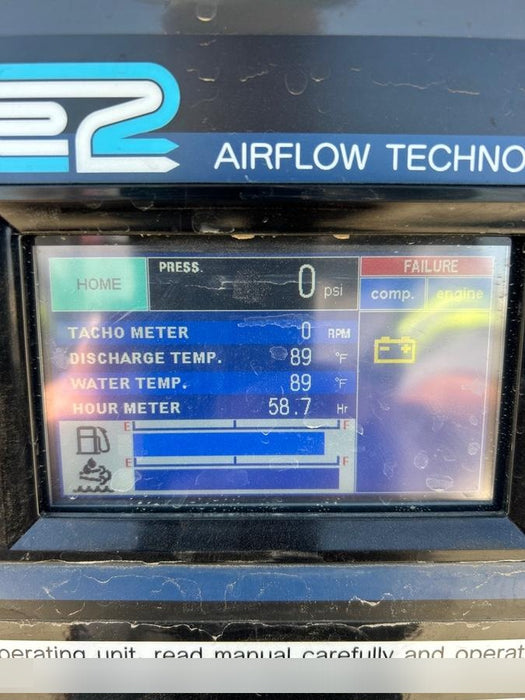 AIRFLOW TECHNO
HOME
PRESS.
0 psi
FAILURE
comp. engine
TACHO METER 0 RPM
DISCHARGE TEMP. 89 °F
WATER TEMP. 89 °F
HOUR METER 58.7 Hr
E F
E F
perating unit, read manual carefully and operat